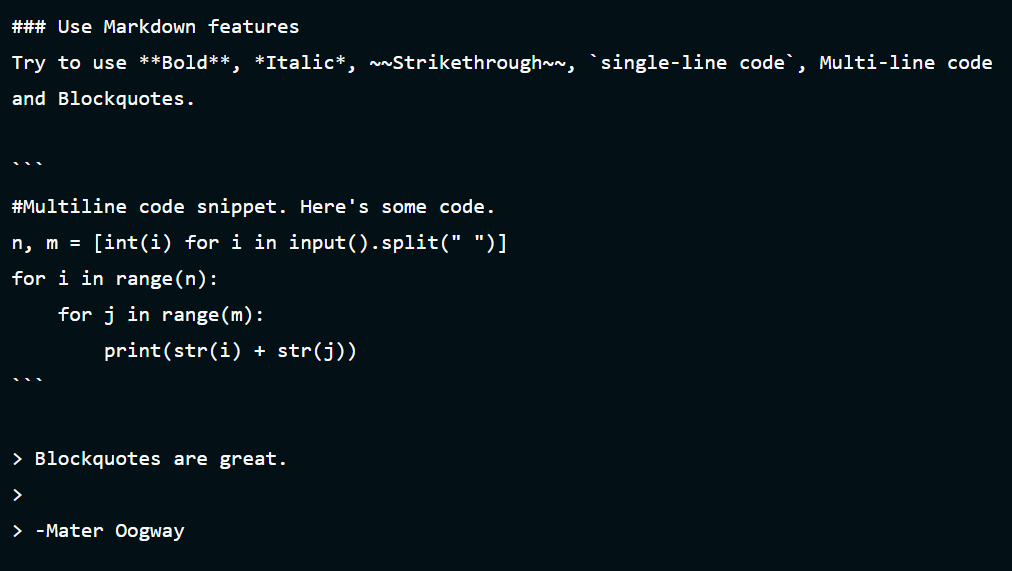 ### Use Markdown features
Try to use **Bold**, *Italic*, ~~Strikethrough~~, `single-line code`, Multi-line code
and Blockquotes.
```
#Multiline code snippet. Here's some code.
n, m = [int(i) for i in input().split(" ")]
for i in range(n):
    for j in range(m):
        print(str(i) + str(j))
```
> Blockquotes are great.
>
> -Mater Oogway